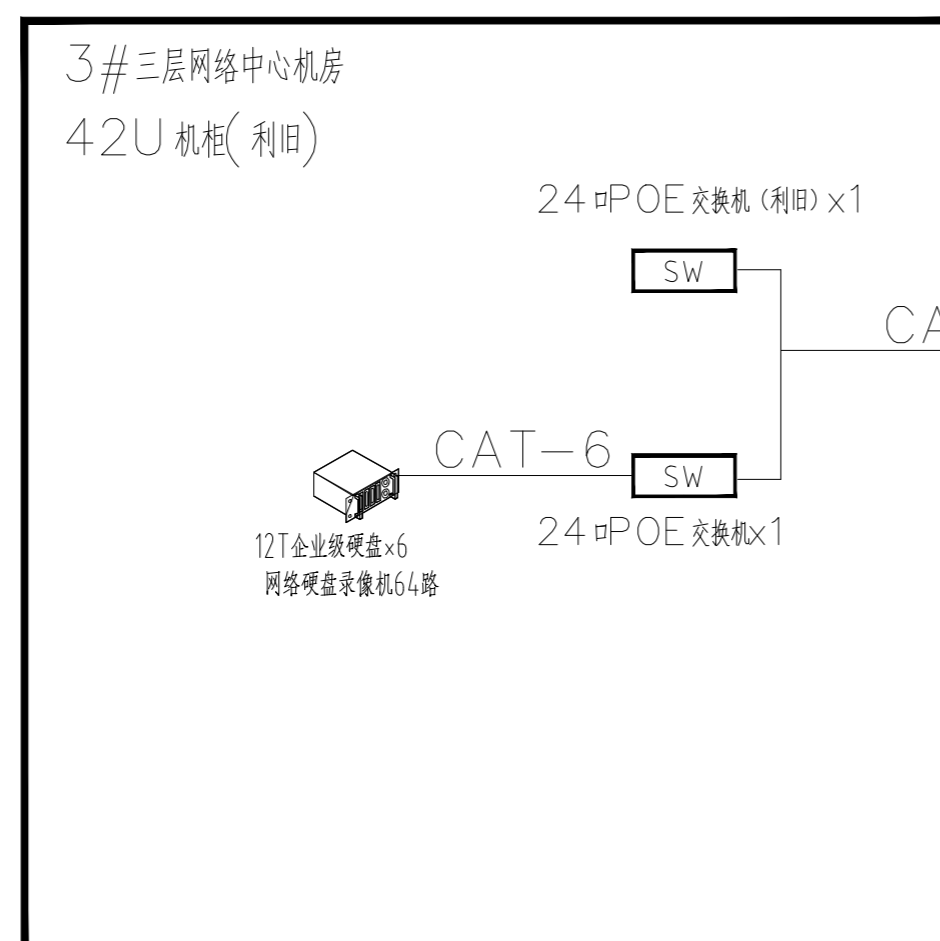 3#三层网络中心机房
42U机柜(利旧)
24口POE交换机(利旧)x1
SW
CA
CAT-6
SW
24口POE交换机x1
12T企业级硬盘x6
网络硬盘录像机64路